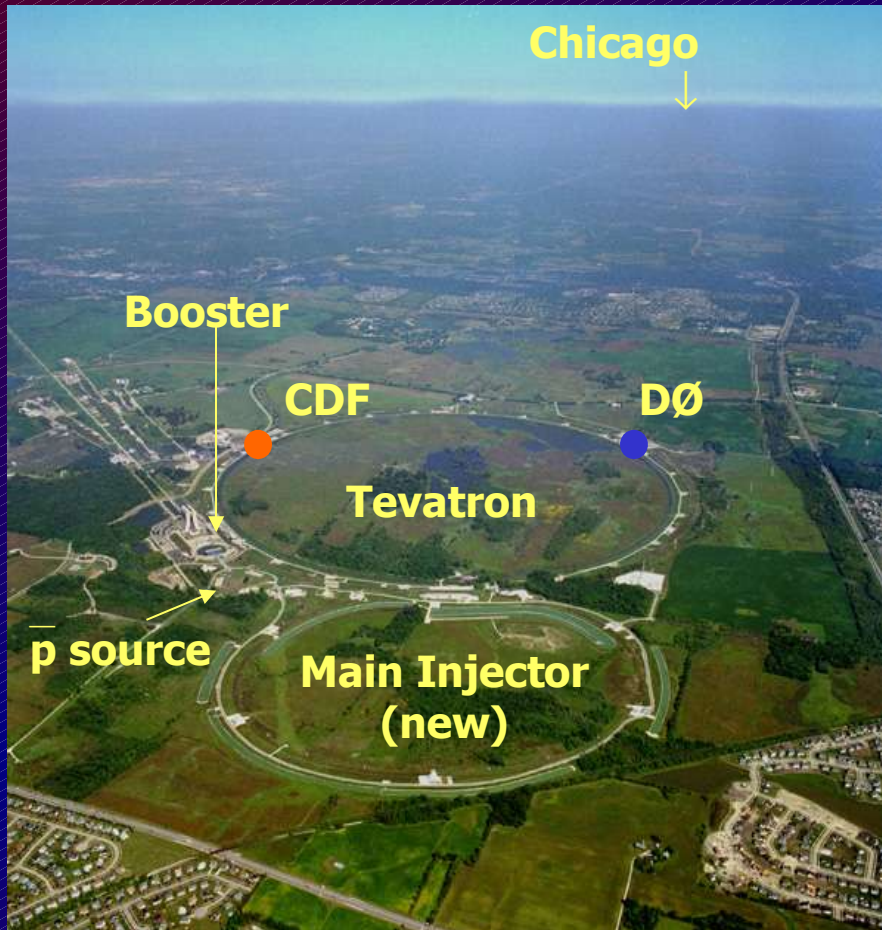 Chicago
Booster
CDF
DØ
Tevatron
p̅ source
Main Injector
(new)